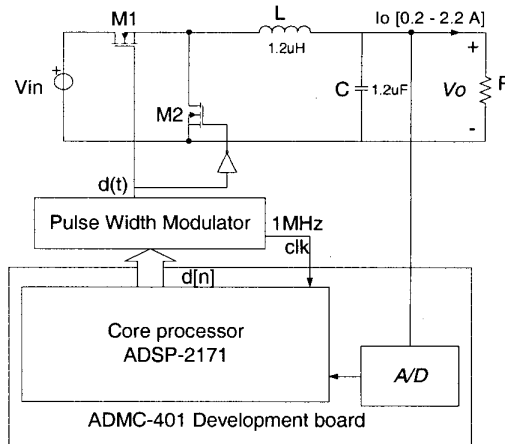 M1
L
Io [0.2 - 2.2 A]
1.2uH
+
+
Vin
M2
C
1.2uF
Vo
R
-
d(t)
Pulse Width Modulator
1MHz
clk
d[n]
Core processor
ADSP-2171
A/D
ADMC-401 Development board